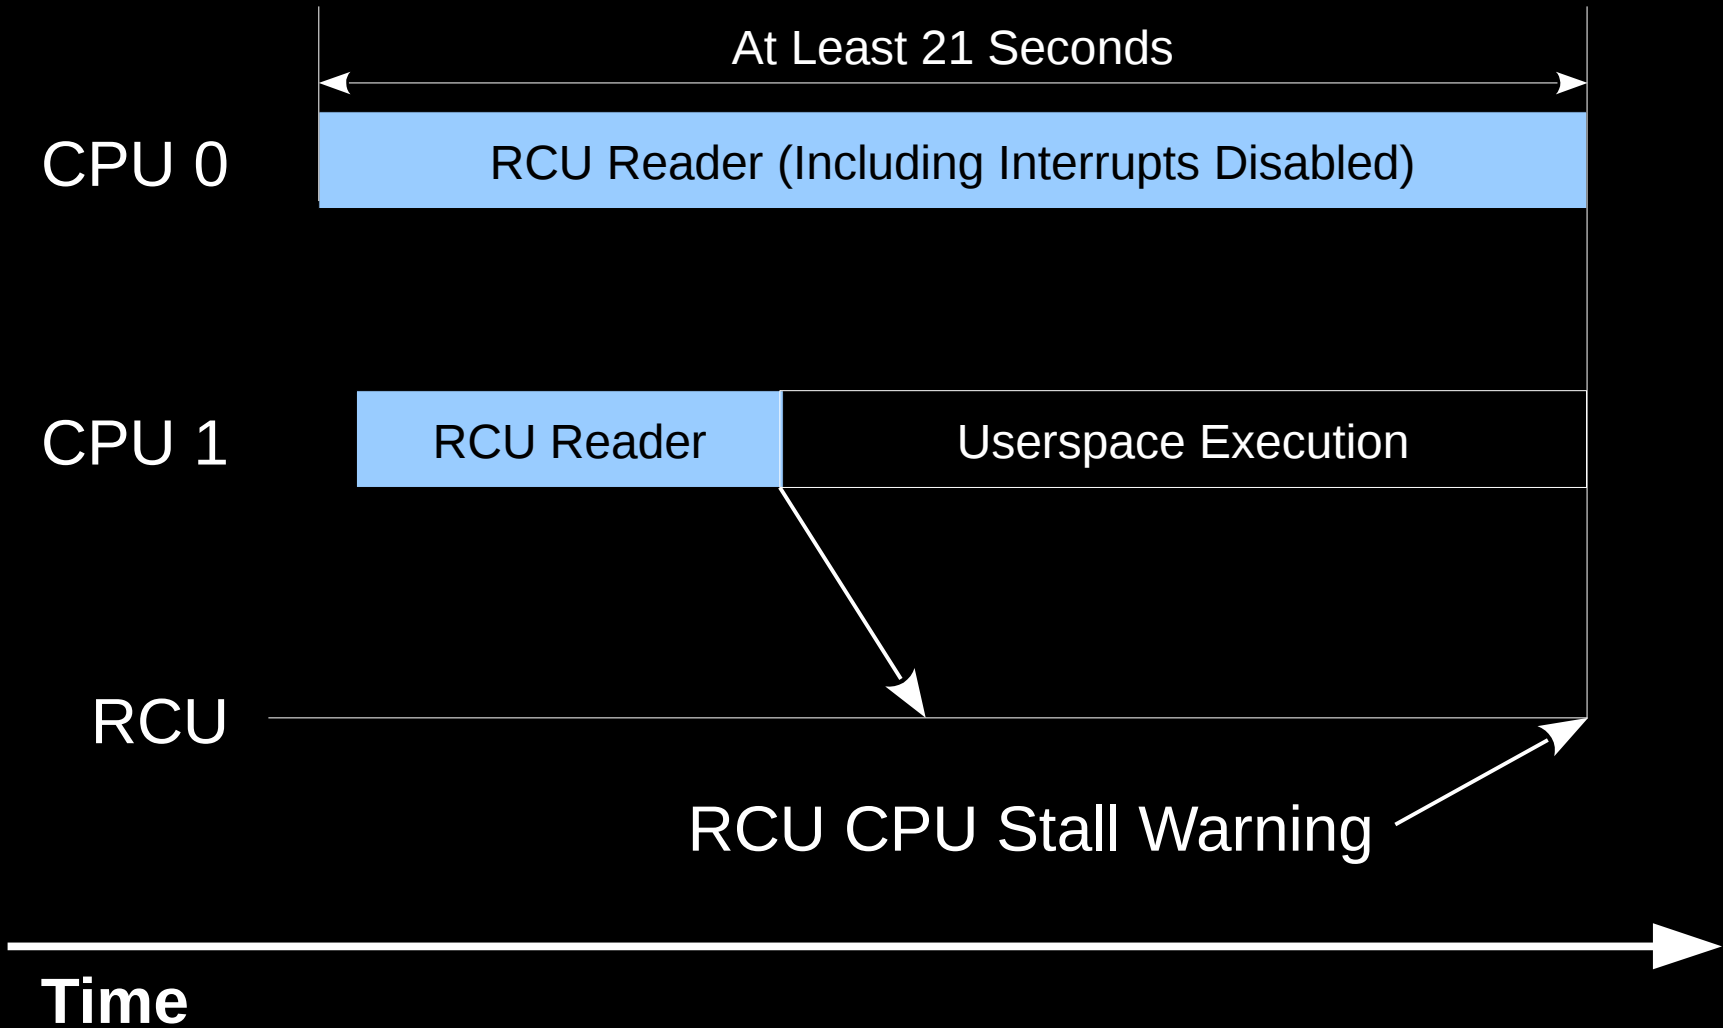 At Least 21 Seconds
CPU 0
RCU Reader (Including Interrupts Disabled)
CPU 1
RCU Reader
Userspace Execution
RCU
RCU CPU Stall Warning
Time